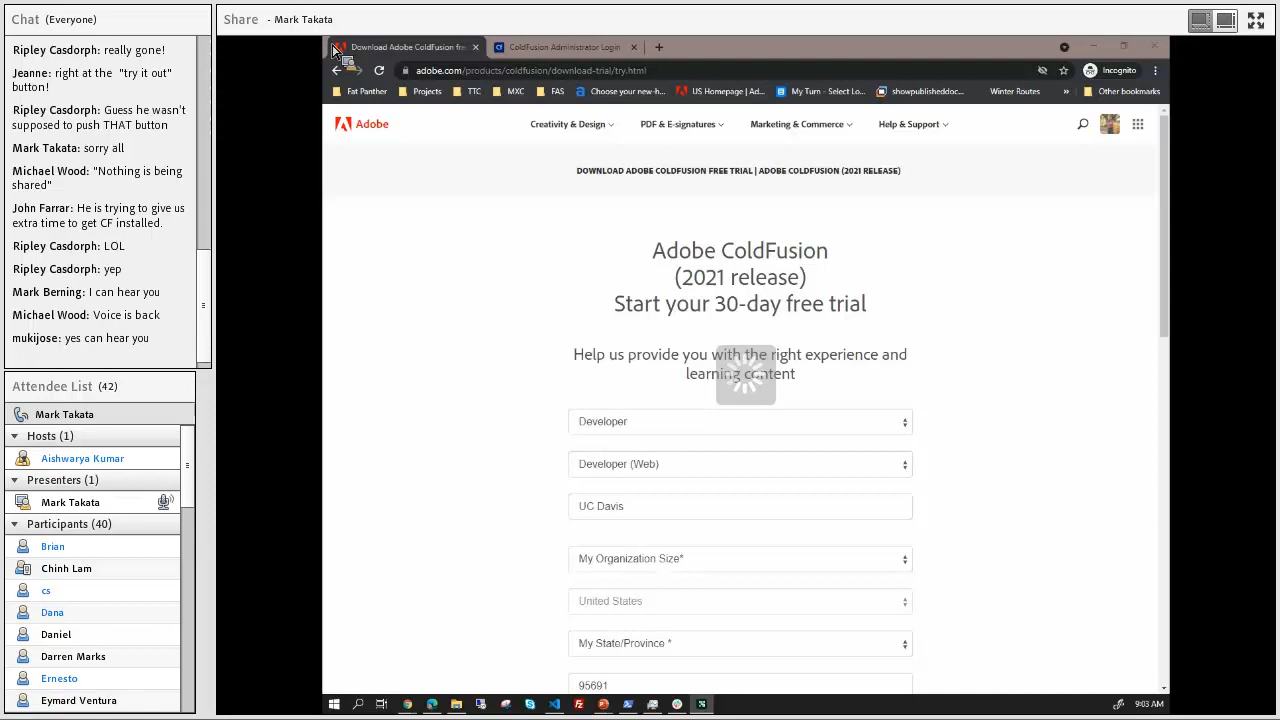 Chat (Everyone)
Ripley Casdorph: really gone!
Jeanne: right at the "try it out"
button!
Ripley Casdorph: Guess he wasn't
supposed to push THAT button
Mark Takata: sorry all
Michael Wood: "Nothing is being
shared"
John Farrar: He is trying to give us
extra time to get CF installed.
Ripley Casdorph: LOL
Ripley Casdorph: yep
Mark Berning: I can hear you
Michael Wood: Voice is back
mukijose: yes can hear you
Attendee List (42)
Mark Takata
Hosts (1)
Aishwarya Kumar
Presenters (1)
Mark Takata
Participants (40)
Brian
Chinh Lam
cs
Dana
Daniel
Darren Marks
Ernesto
Eymard Ventura
Share - Mark Takata
Download Adobe ColdFusion fre
ColdFusion Administrator Login
adobe.com/products/coldfusion/download-trial/try.html
Incognito
Fat Panther Projects TTC MXC FAS Choose your new-h... US Homepage | Ad... My Turn - Select Lo... showpublisheddoc... Winter Routes » Other bookmarks
Adobe
Creativity & Design PDF & E-signatures Marketing & Commerce Help & Support
DOWNLOAD ADOBE COLDFUSION FREE TRIAL | ADOBE COLDFUSION (2021 RELEASE)
Adobe ColdFusion
(2021 release)
Start your 30-day free trial
Help us provide you with the right experience and
learning content
Developer
Developer (Web)
UC Davis
My Organization Size*
United States
My State/Province *
95691
9:03 AM